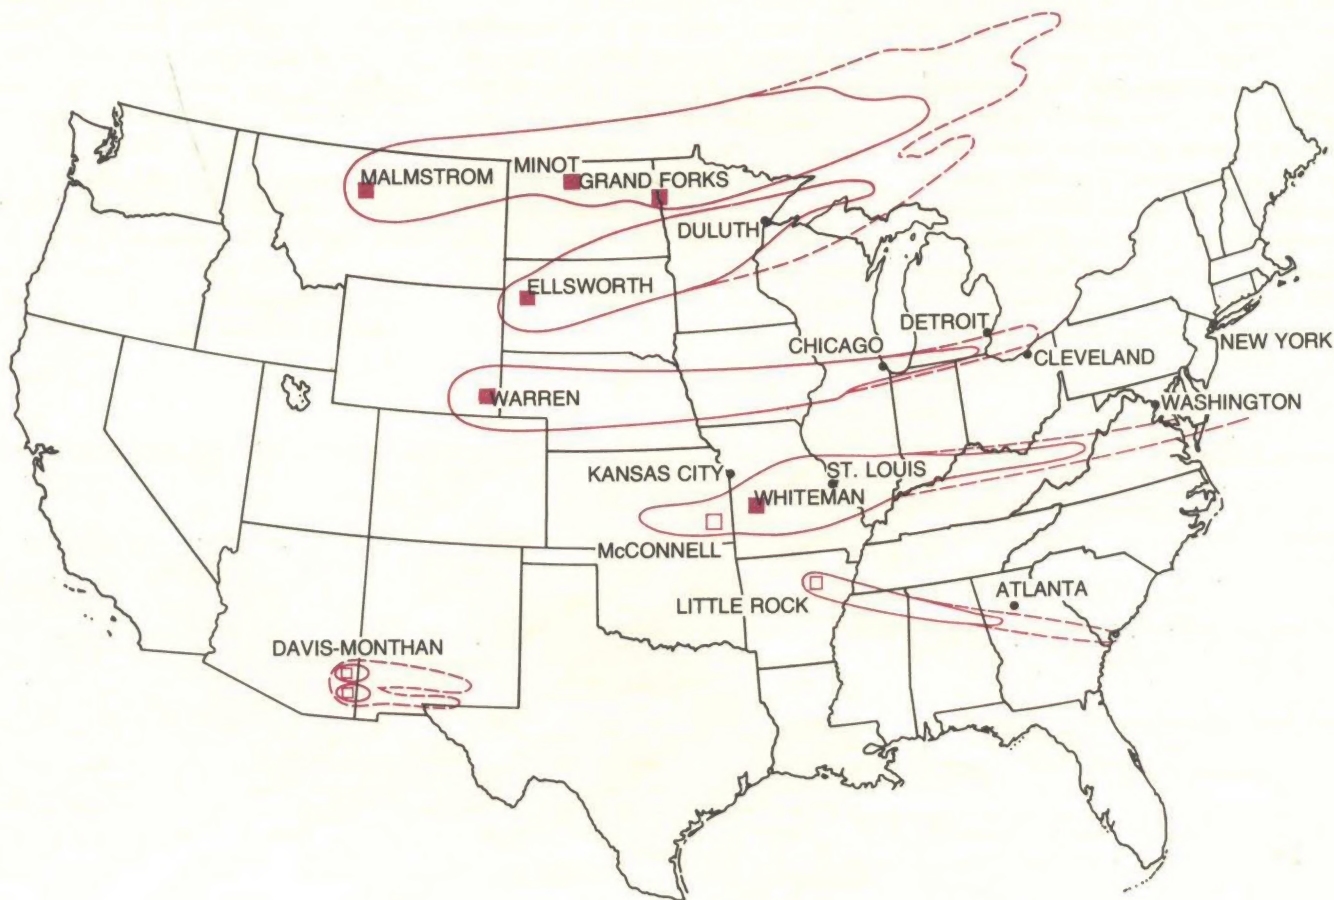 MINOT
MALMSTROM
GRAND FORKS
DULUTH
ELLSWORTH
DETROIT
CHICAGO
NEW YORK
CLEVELAND
WARREN
WASHINGTON
KANSAS CITY
ST. LOUIS
WHITEMAN
McCONNELL
ATLANTA
LITTLE ROCK
DAVIS-MONTHAN